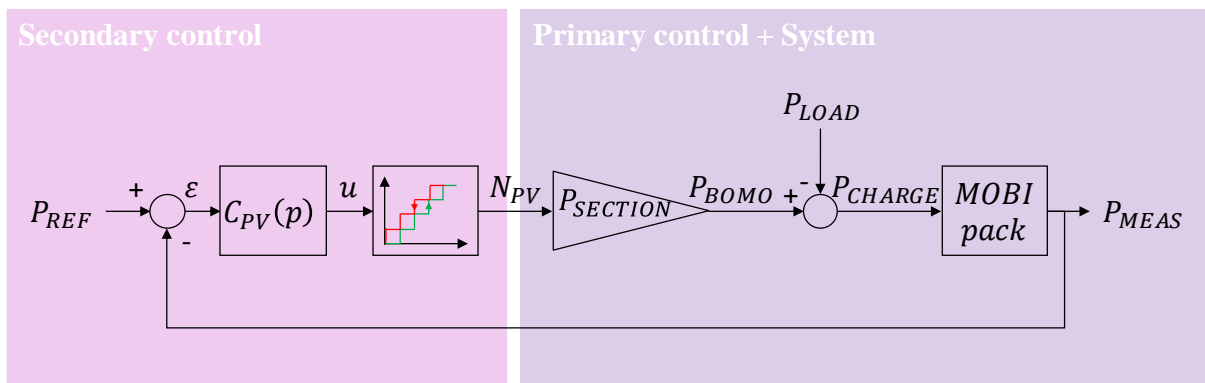 Secondary control
Primary control + System
P_LOAD
+
ε
u
N_PV
P_BOMO
+
-
P_CHARGE
P_REF
-
C_PV(p)
P_SECTION
MOBI
pack
P_MEAS